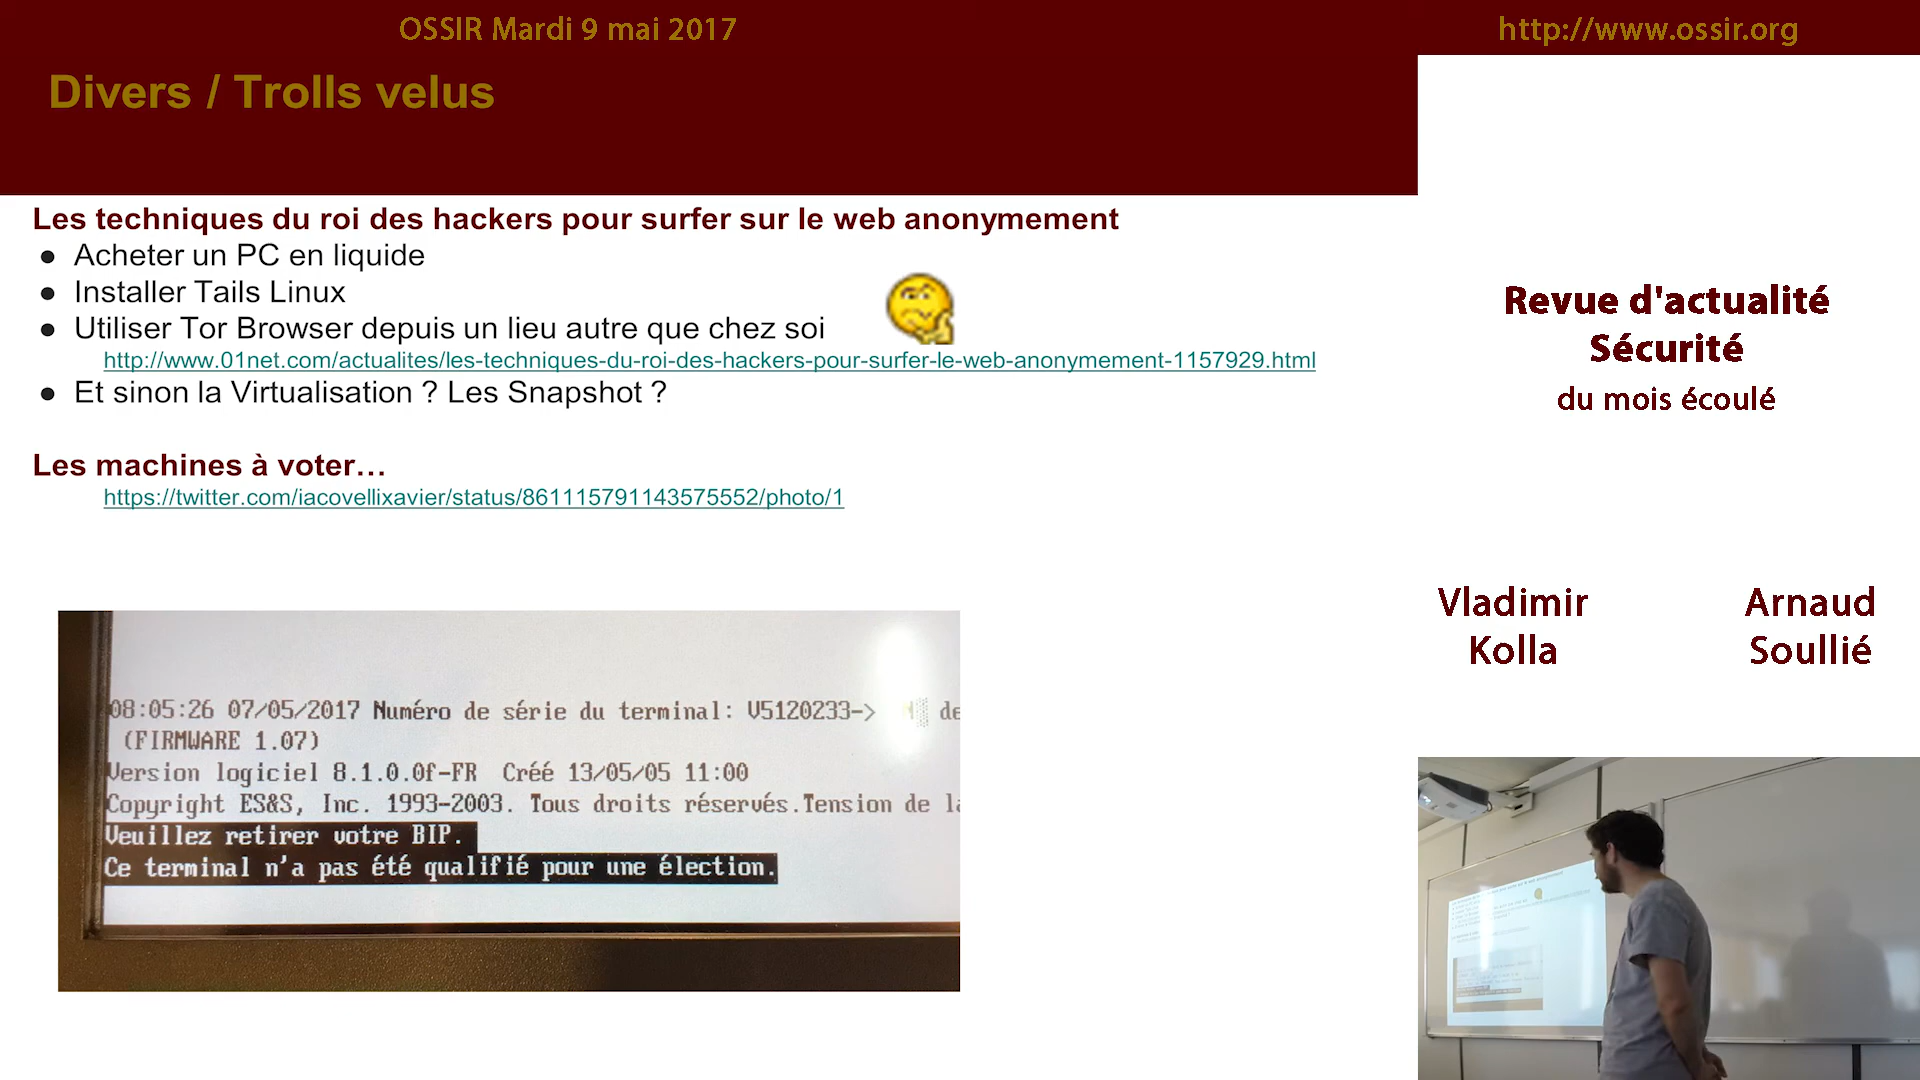 OSSIR Mardi 9 mai 2017
http://www.ossir.org
Divers / Trolls velus
Les techniques du roi des hackers pour surfer sur le web anonymement
● Acheter un PC en liquide
● Installer Tails Linux
● Utiliser Tor Browser depuis un lieu autre que chez soi
http://www.01net.com/actualites/les-techniques-du-roi-des-hackers-pour-surfer-le-web-anonymement-1157929.html
● Et sinon la Virtualisation ? Les Snapshot ?
Les machines à voter…
https://twitter.com/iacovellixavier/status/861115791143575552/photo/1
08:05:26 07/05/2017 Numéro de série du terminal: V5120233-> de
(FIRMWARE 1.07)
Version logiciel 8.1.0.0f-FR Créé 13/05/05 11:00
Copyright ES&S, Inc. 1993-2003. Tous droits réservés.Tension de la
Veuillez retirer votre BIP.
Ce terminal n'a pas été qualifié pour une élection.
Revue d'actualité
Sécurité
du mois écoulé
Vladimir
Kolla
Arnaud
Soullié